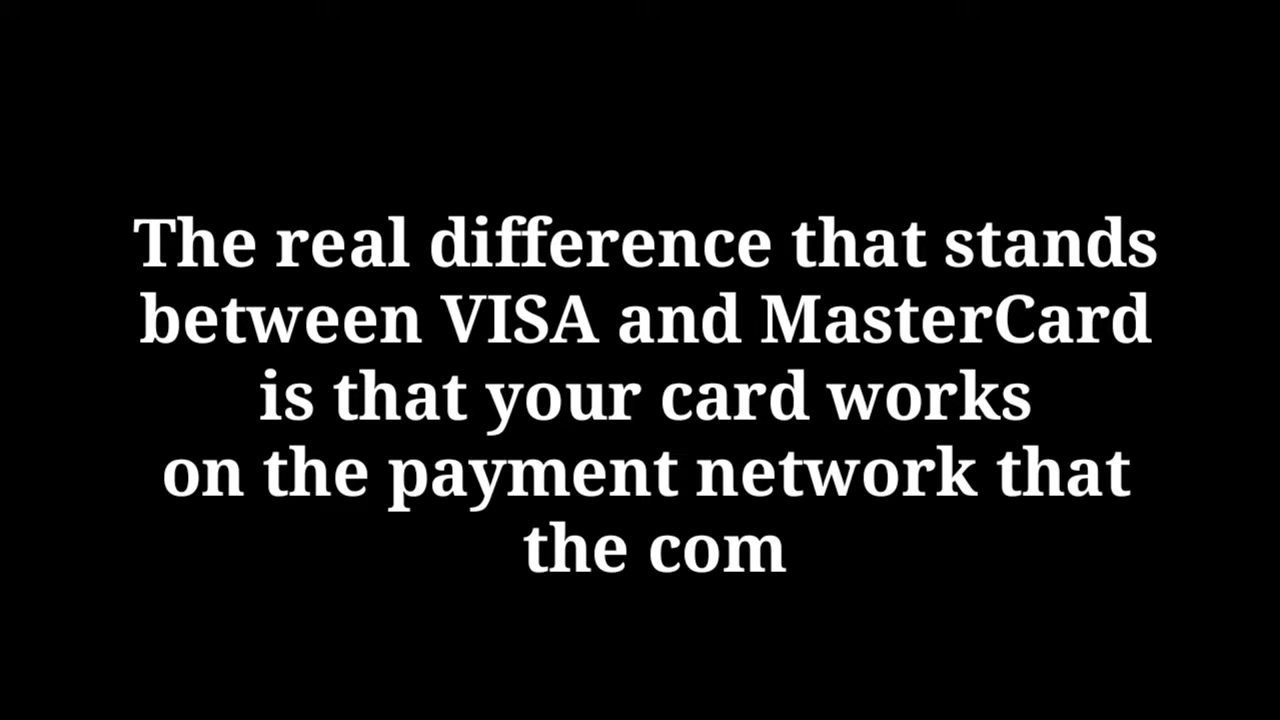 The real difference that stands
between VISA and MasterCard
is that your card works
on the payment network that
the com